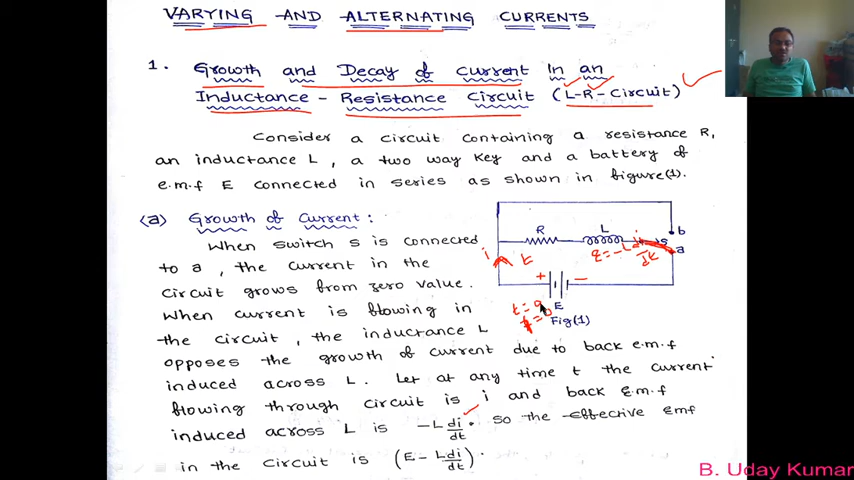 VARYING AND ALTERNATING CURRENTS
1. Growth and Decay of current In an
Inductance - Resistance Circuit (L-R-Circuit)
Consider a circuit containing a resistance R,
an inductance L, a two way key and a battery of
e.m.f E connected in series as shown in figure(1).
(a) Growth of Current:
When switch S is connected
to a, the current in the
circuit grows from zero value.
When current is flowing in
the circuit, the inductance L
opposes the growth of current due to back e.m.f
induced across L. Let at any time t the current
flowing through circuit is i and back e.m.f
induced across L is -L di/dt. So the effective emf
in the circuit is (E - L di/dt).
R
L
b
S
a
i
t
= -L di/dt
+
-
E
t=0
Fig(1)
B. Uday Kumar